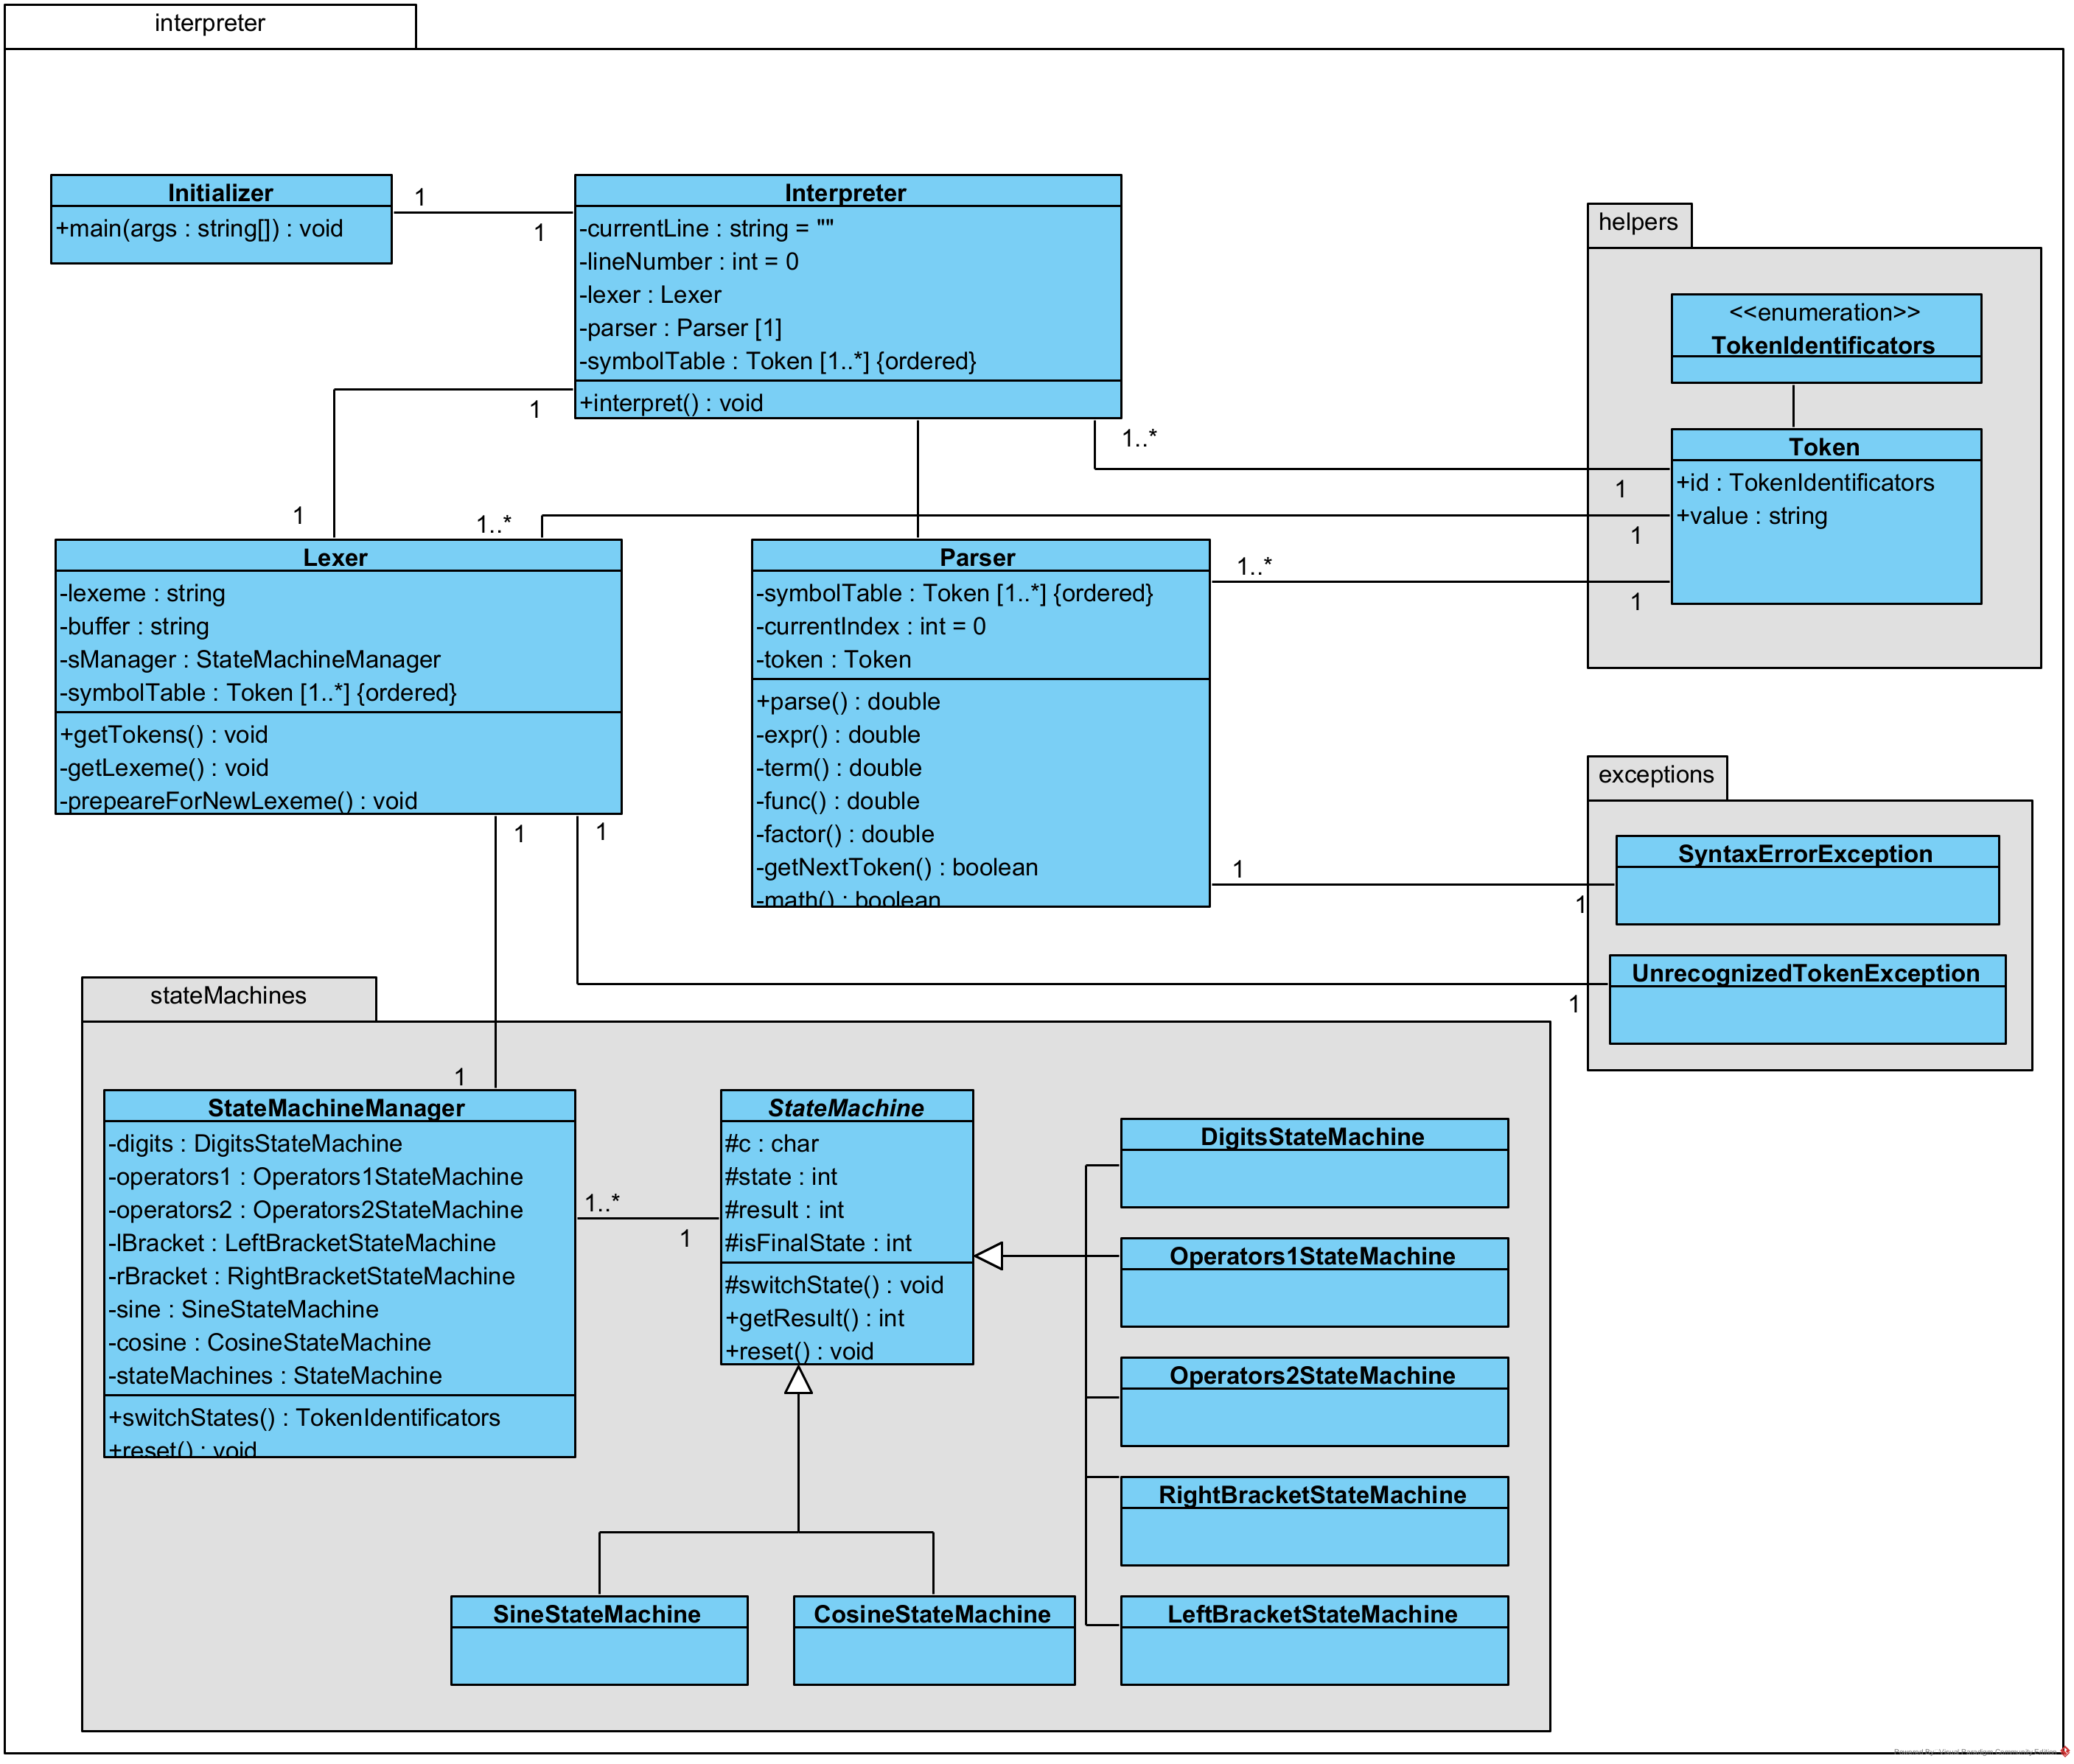 interpreter
Initializer
+main(args : string[]) : void
1
1
Interpreter
-currentLine : string = ""
-lineNumber : int = 0
-lexer : Lexer
-parser : Parser [1]
-symbolTable : Token [1..*] {ordered}
+interpret() : void
1
1
1..*
1
helpers
<<enumeration>>
TokenIdentificators
Token
+id : TokenIdentificators
+value : string
1..*
1
Lexer
-lexeme : string
-buffer : string
-sManager : StateMachineManager
-symbolTable : Token [1..*] {ordered}
+getTokens() : void
-getLexeme() : void
-prepeareForNewLexeme() : void
Parser
-symbolTable : Token [1..*] {ordered}
-currentIndex : int = 0
-token : Token
+parse() : double
-expr() : double
-term() : double
-func() : double
-factor() : double
-getNextToken() : boolean
-math() : boolean
1..*
1
1
1
exceptions
SyntaxErrorException
UnrecognizedTokenException
1
1
1
1
stateMachines
StateMachineManager
-digits : DigitsStateMachine
-operators1 : Operators1StateMachine
-operators2 : Operators2StateMachine
-lBracket : LeftBracketStateMachine
-rBracket : RightBracketStateMachine
-sine : SineStateMachine
-cosine : CosineStateMachine
-stateMachines : StateMachine
+switchStates() : TokenIdentificators
+reset() : void
1..*
1
StateMachine
#c : char
#state : int
#result : int
#isFinalState : int
#switchState() : void
+getResult() : int
+reset() : void
DigitsStateMachine
Operators1StateMachine
Operators2StateMachine
RightBracketStateMachine
LeftBracketStateMachine
SineStateMachine
CosineStateMachine
Powered By Visual Paradigm Community Edition